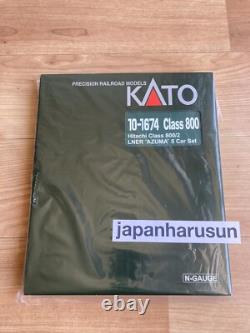 PRECISION RAILROAD MODELS
KATO
10-1674 Class 800
Hitachi Class 800/2
LNER "AZUMA" 5 Car Set
japanharusun
N-GAUGE